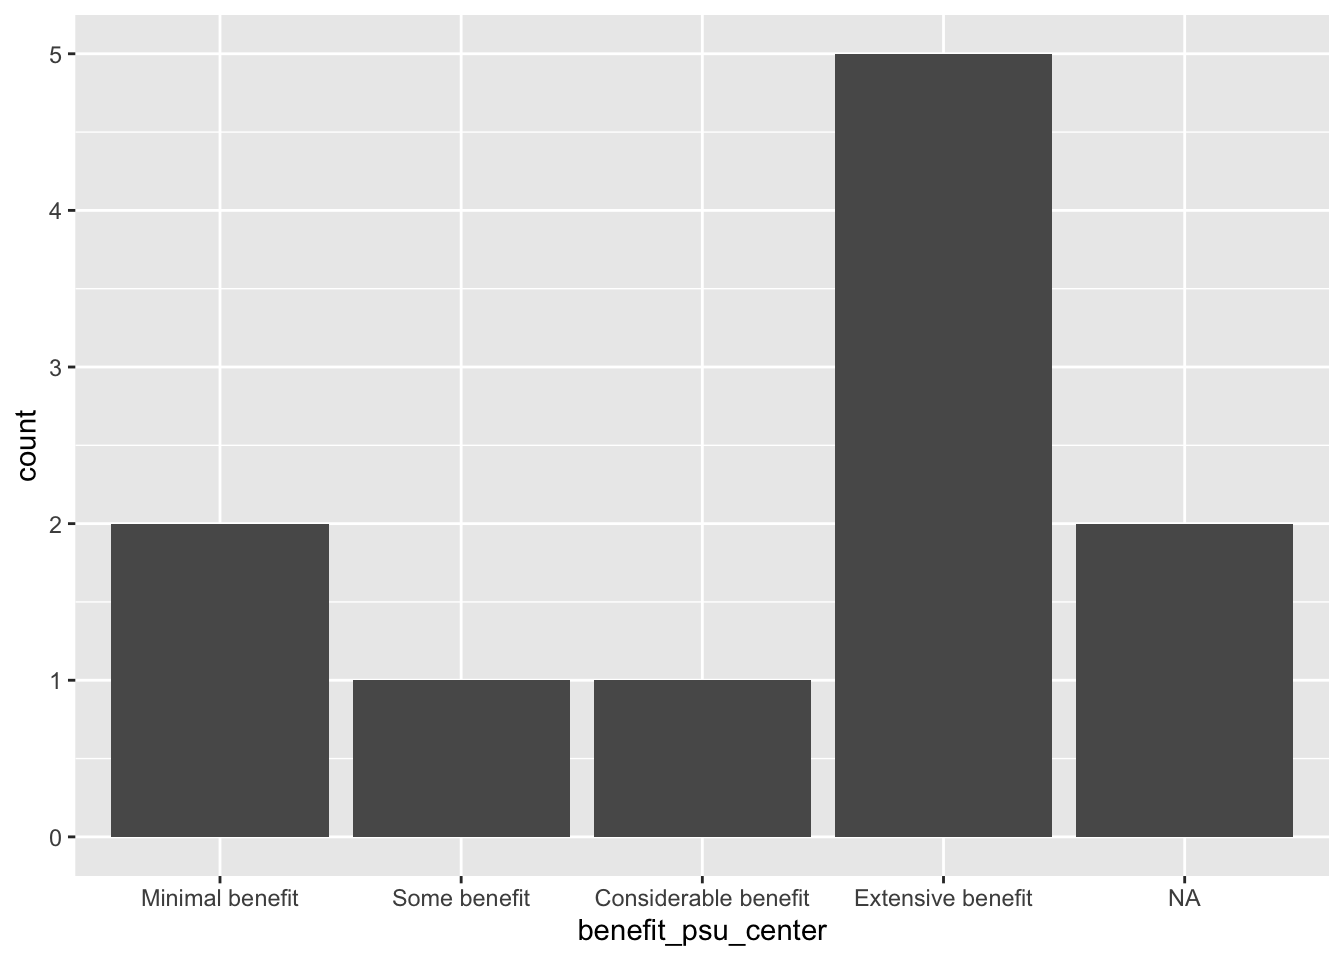 5
4
3
2
1
0
count
Minimal benefit
Some benefit
Considerable benefit
Extensive benefit
NA
benefit_psu_center